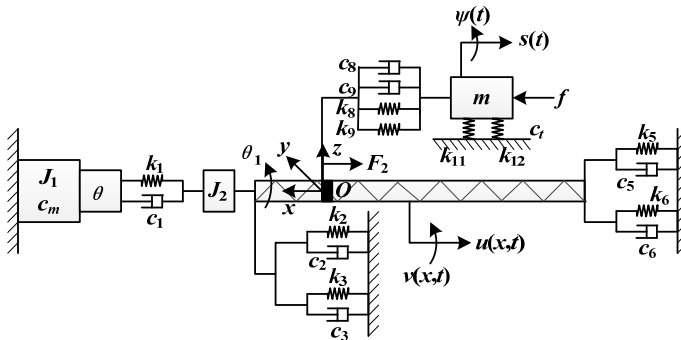 ψ(t)
s(t)
c8
c9
k8
k9
m
f
ct
k11
k12
k5
c5
k6
c6
J1
cm
θ
k1
c1
J2
θ1
y
z
F2
x
O
k2
c2
k3
c3
u(x,t)
v(x,t)